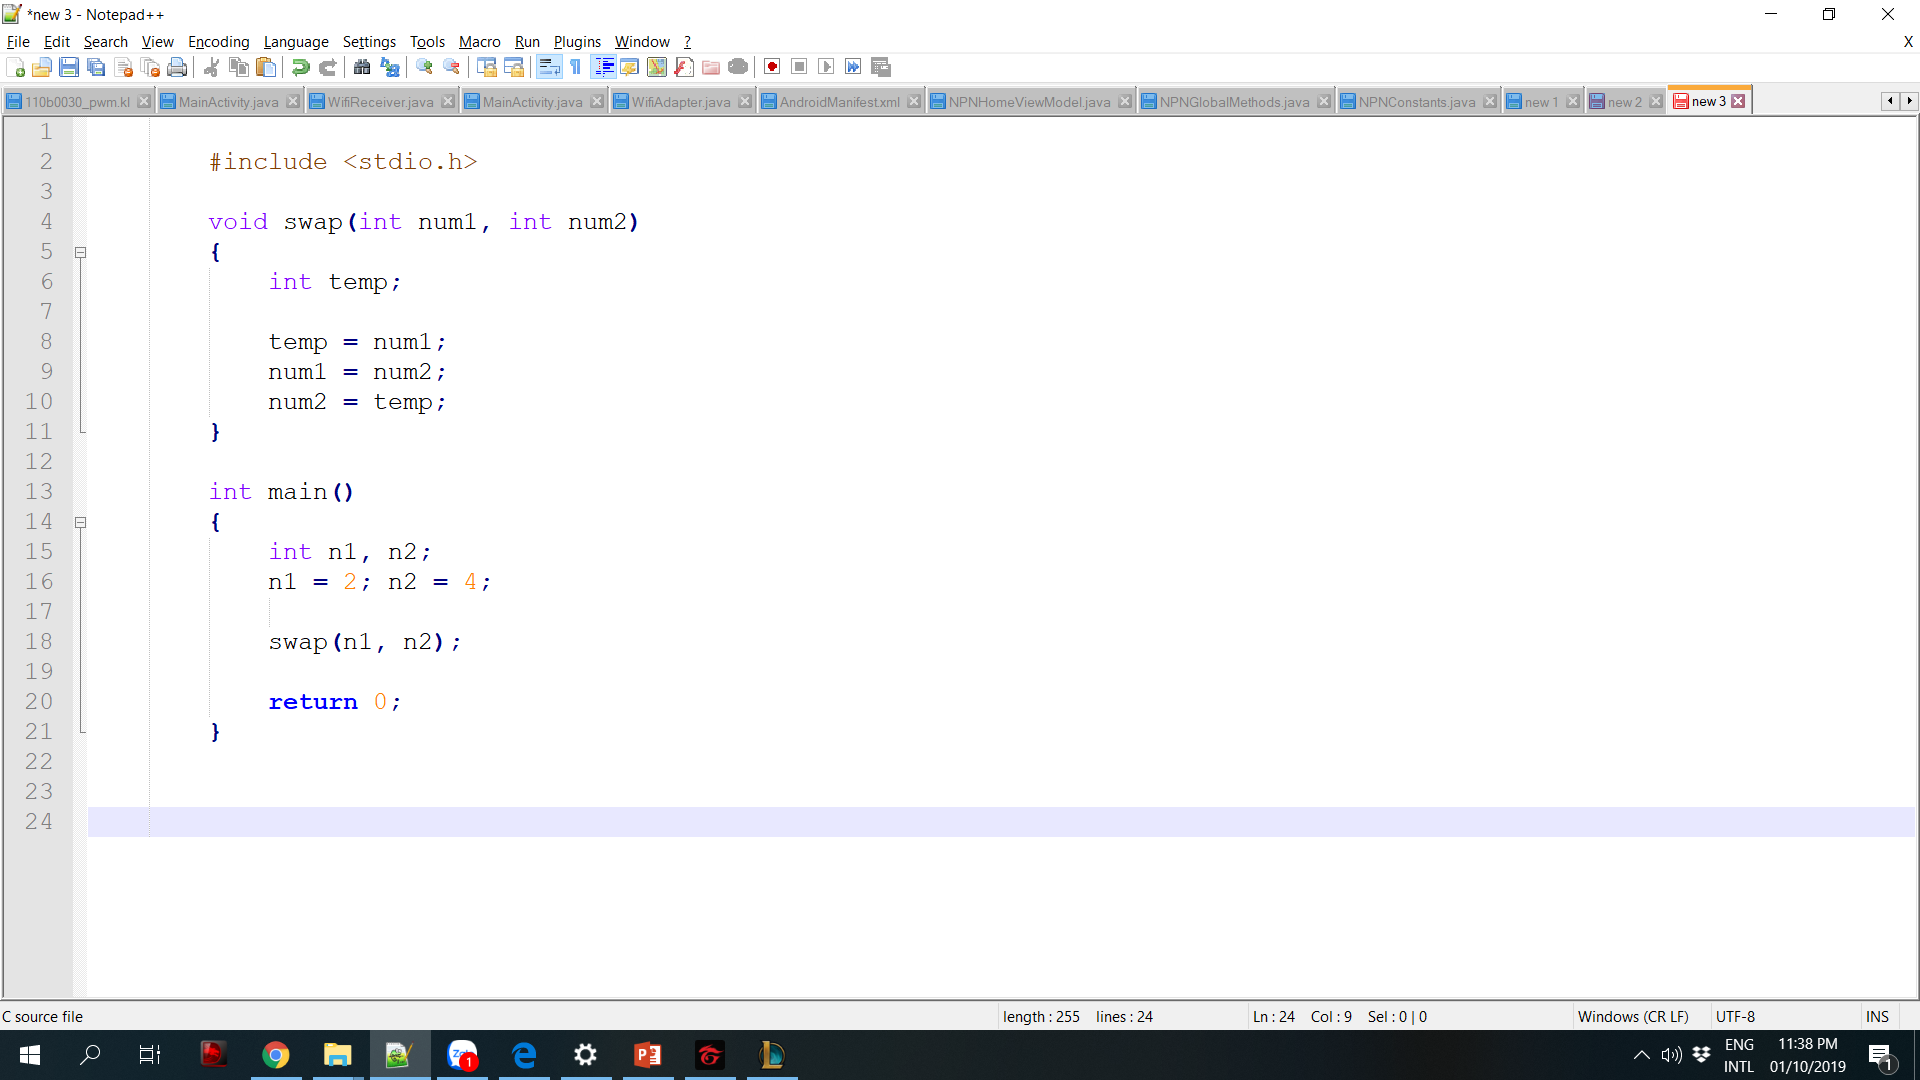 *new 3 - Notepad++
File Edit Search View Encoding Language Settings Tools Macro Run Plugins Window ? X
110b0030_pwm.kl MainActivity.java WifiReceiver.java MainActivity.java WifiAdapter.java AndroidManifest.xml NPNHomeViewModel.java NPNGlobalMethods.java NPNConstants.java new 1 new 2 new 3
1
2 #include <stdio.h>
3
4 void swap(int num1, int num2)
5 {
6 int temp;
7
8 temp = num1;
9 num1 = num2;
10 num2 = temp;
11 }
12
13 int main()
14 {
15 int n1, n2;
16 n1 = 2; n2 = 4;
17
18 swap(n1, n2);
19
20 return 0;
21 }
22
23
24
C source file length : 255 lines : 24 Ln : 24 Col : 9 Sel : 0 | 0 Windows (CR LF) UTF-8 INS
ENG 11:38 PM
INTL 01/10/2019
1
1